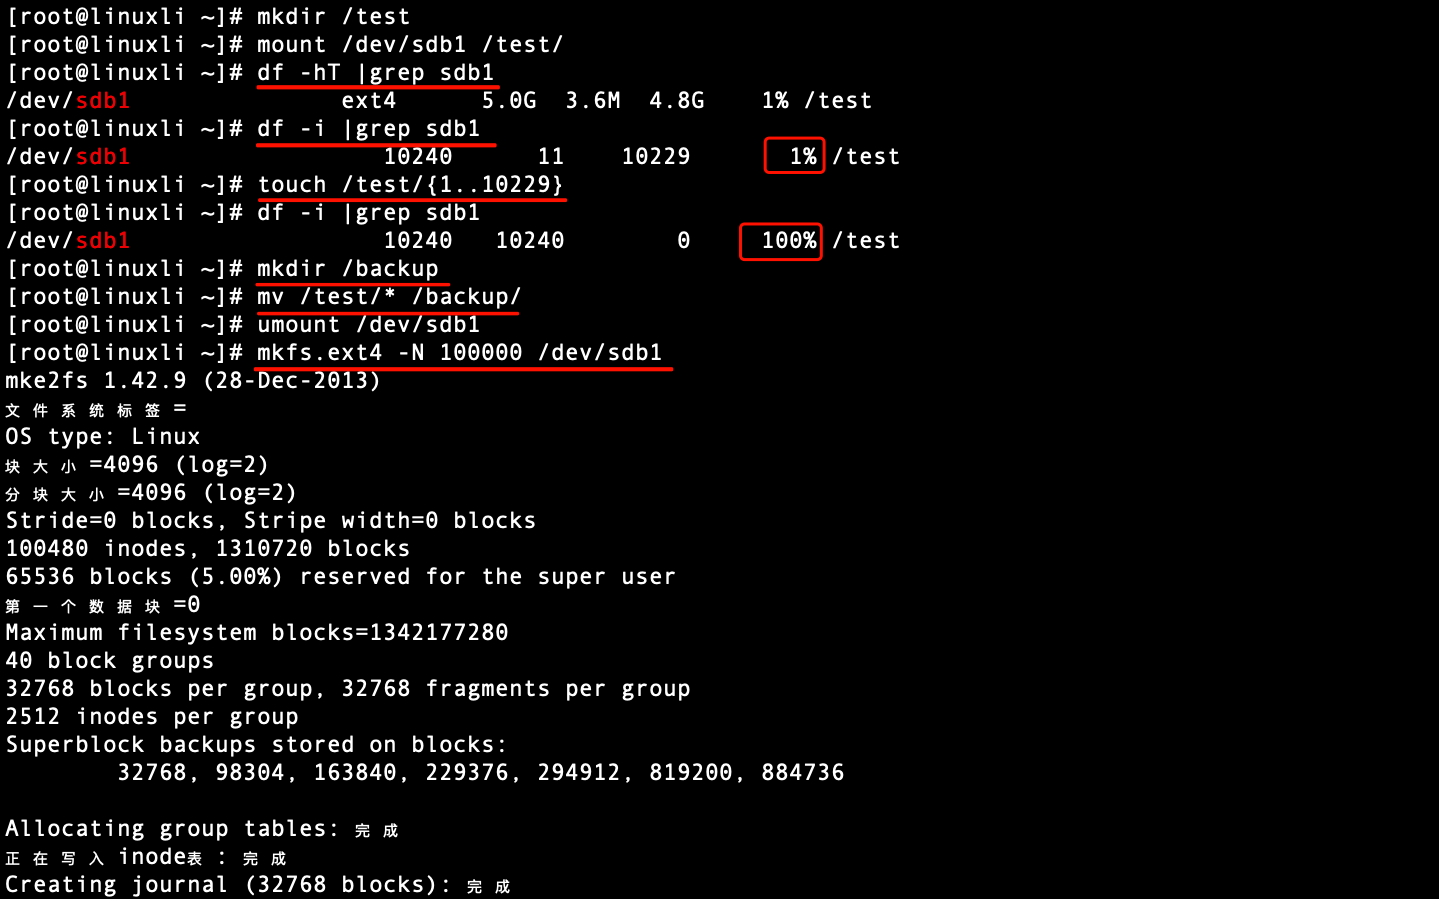 [root@linuxli ~]# mkdir /test
[root@linuxli ~]# mount /dev/sdb1 /test/
[root@linuxli ~]# df -hT |grep sdb1
/dev/sdb1               ext4      5.0G  3.6M  4.8G    1% /test
[root@linuxli ~]# df -i |grep sdb1
/dev/sdb1                  10240      11    10229       1% /test
[root@linuxli ~]# touch /test/{1..10229}
[root@linuxli ~]# df -i |grep sdb1
/dev/sdb1                  10240   10240        0     100% /test
[root@linuxli ~]# mkdir /backup
[root@linuxli ~]# mv /test/* /backup/
[root@linuxli ~]# umount /dev/sdb1
[root@linuxli ~]# mkfs.ext4 -N 100000 /dev/sdb1
mke2fs 1.42.9 (28-Dec-2013)
文件系统标签=
OS type: Linux
块大小=4096 (log=2)
分块大小=4096 (log=2)
Stride=0 blocks, Stripe width=0 blocks
100480 inodes, 1310720 blocks
65536 blocks (5.00%) reserved for the super user
第一个数据块=0
Maximum filesystem blocks=1342177280
40 block groups
32768 blocks per group, 32768 fragments per group
2512 inodes per group
Superblock backups stored on blocks:
        32768, 98304, 163840, 229376, 294912, 819200, 884736
Allocating group tables: 完成
正在写入inode表: 完成
Creating journal (32768 blocks): 完成